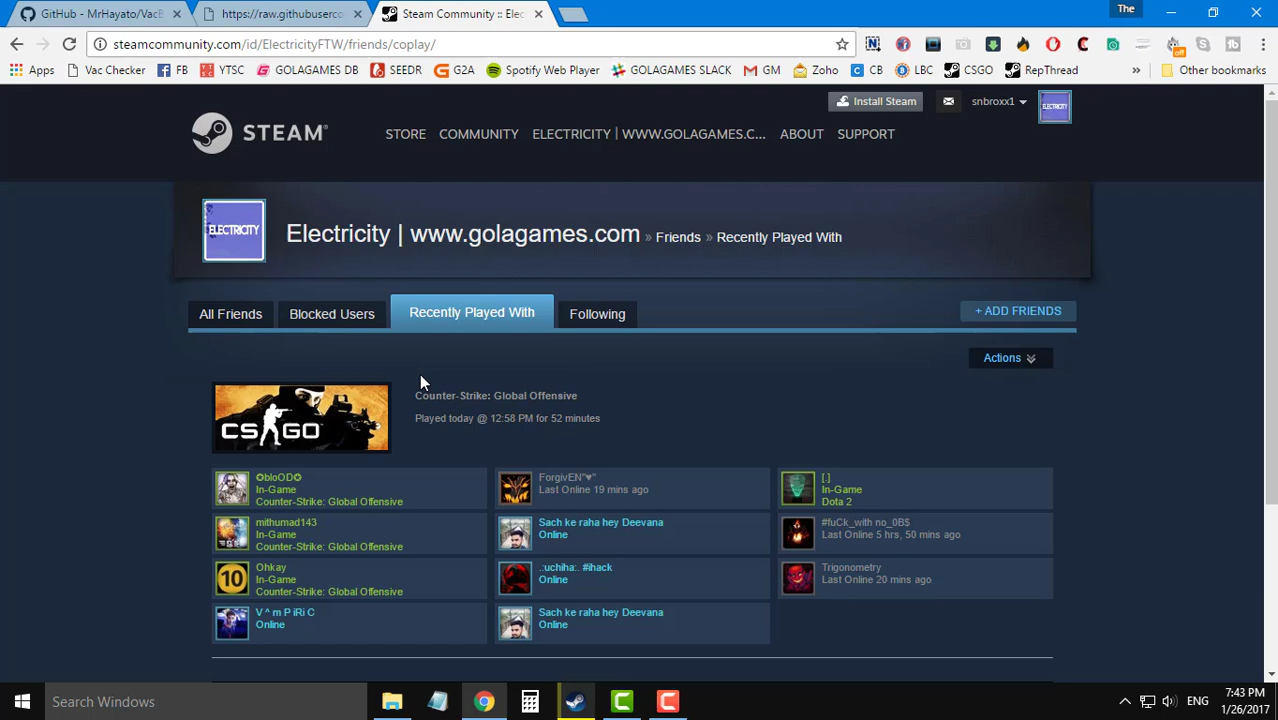 The
GitHub - MrHayato/VacB
https://raw.githubuserco
Steam Community :: Elec
steamcommunity.com/id/ElectricityFTW/friends/coplay/
Apps Vac Checker FB YTSC GOLAGAMES DB SEEDR G2A Spotify Web Player GOLAGAMES SLACK GM Zoho CB LBC CSGO RepThread » Other bookmarks
Install Steam snbroxx1 ELECTRICITY
STEAM® STORE COMMUNITY ELECTRICITY | WWW.GOLAGAMES.C... ABOUT SUPPORT
ELECTRICITY
Electricity | www.golagames.com » Friends » Recently Played With
All Friends Blocked Users Recently Played With Following + ADD FRIENDS
Actions
CS GO
Counter-Strike: Global Offensive
Played today @ 12:58 PM for 52 minutes
✪bloOD✪
In-Game
Counter-Strike: Global Offensive
ForgivEN"♥"
Last Online 19 mins ago
[.]
In-Game
Dota 2
mithumad143
In-Game
Counter-Strike: Global Offensive
Sach ke raha hey Deevana
Online
#fuCk_with no_0B$
Last Online 5 hrs, 50 mins ago
10
Ohkay
In-Game
Counter-Strike: Global Offensive
.:uchiha:. #ihack
Online
Trigonometry
Last Online 20 mins ago
V ^ m P iRi C
Online
Sach ke raha hey Deevana
Online
Search Windows
ENG
7:43 PM
1/26/2017